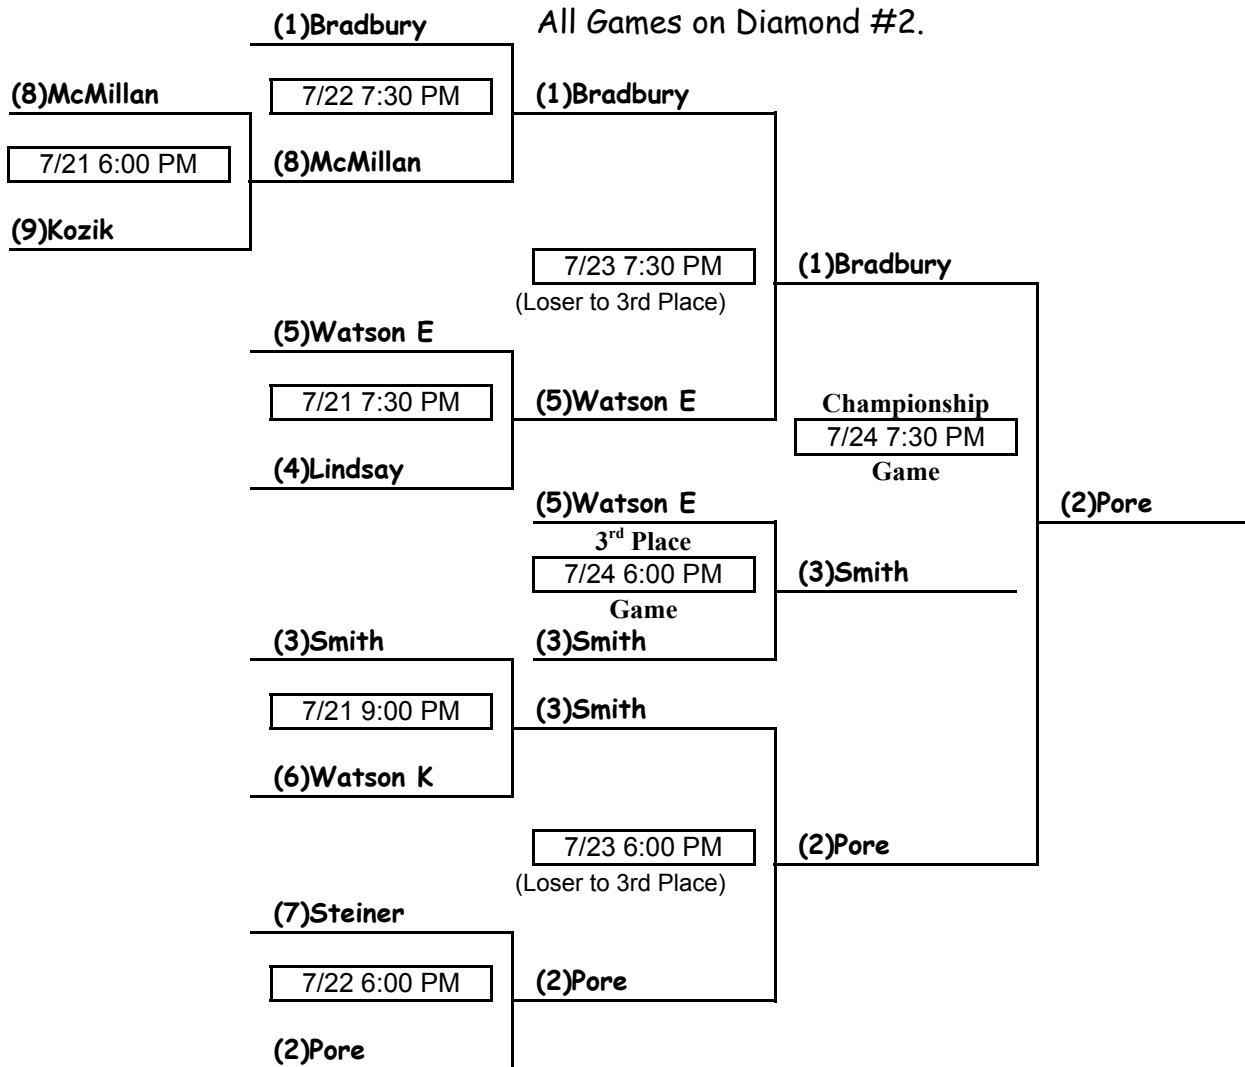 (1)Bradbury
All Games on Diamond #2.
(8)McMillan
7/22 7:30 PM
(1)Bradbury
7/21 6:00 PM
(8)McMillan
(9)Kozik
7/23 7:30 PM
(1)Bradbury
(Loser to 3rd Place)
(5)Watson E
7/21 7:30 PM
(5)Watson E
Championship
7/24 7:30 PM
Game
(4)Lindsay
(5)Watson E
(2)Pore
3rd Place
7/24 6:00 PM
(3)Smith
Game
(3)Smith
(3)Smith
7/21 9:00 PM
(3)Smith
(6)Watson K
7/23 6:00 PM
(2)Pore
(Loser to 3rd Place)
(7)Steiner
7/22 6:00 PM
(2)Pore
(2)Pore